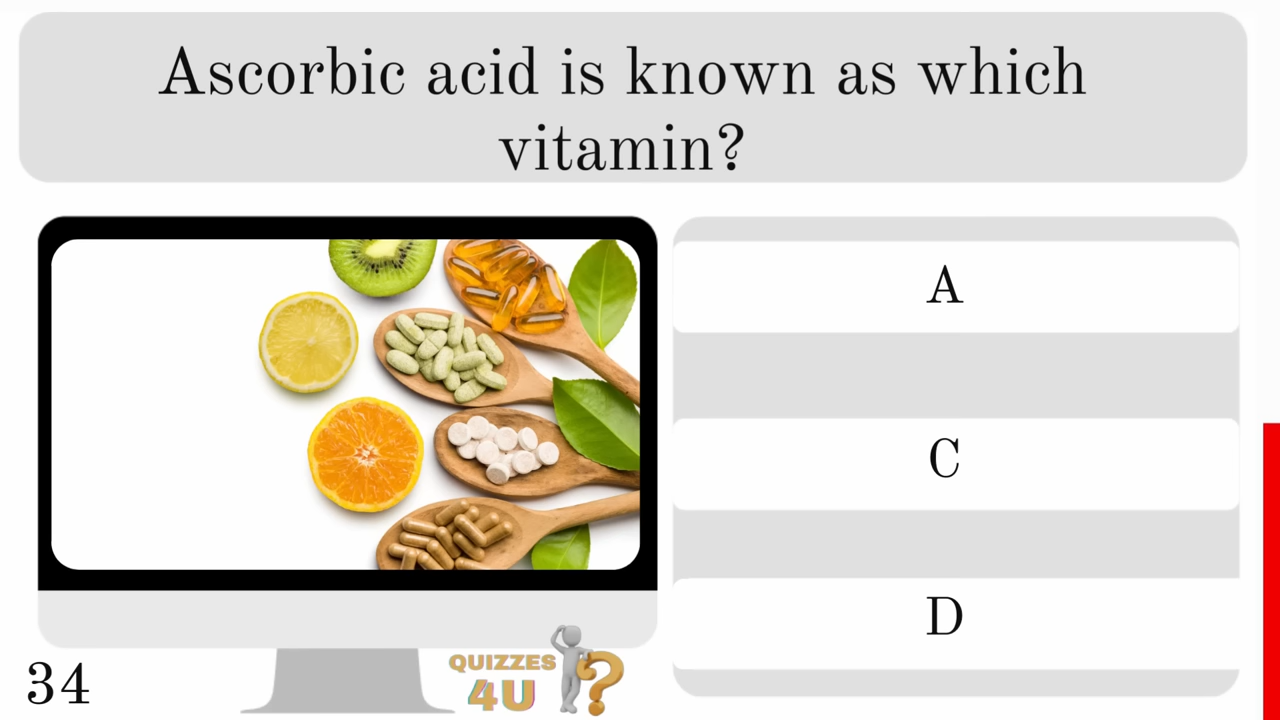 Ascorbic acid is known as which
vitamin?
A
C
D
34
QUIZZES
4U